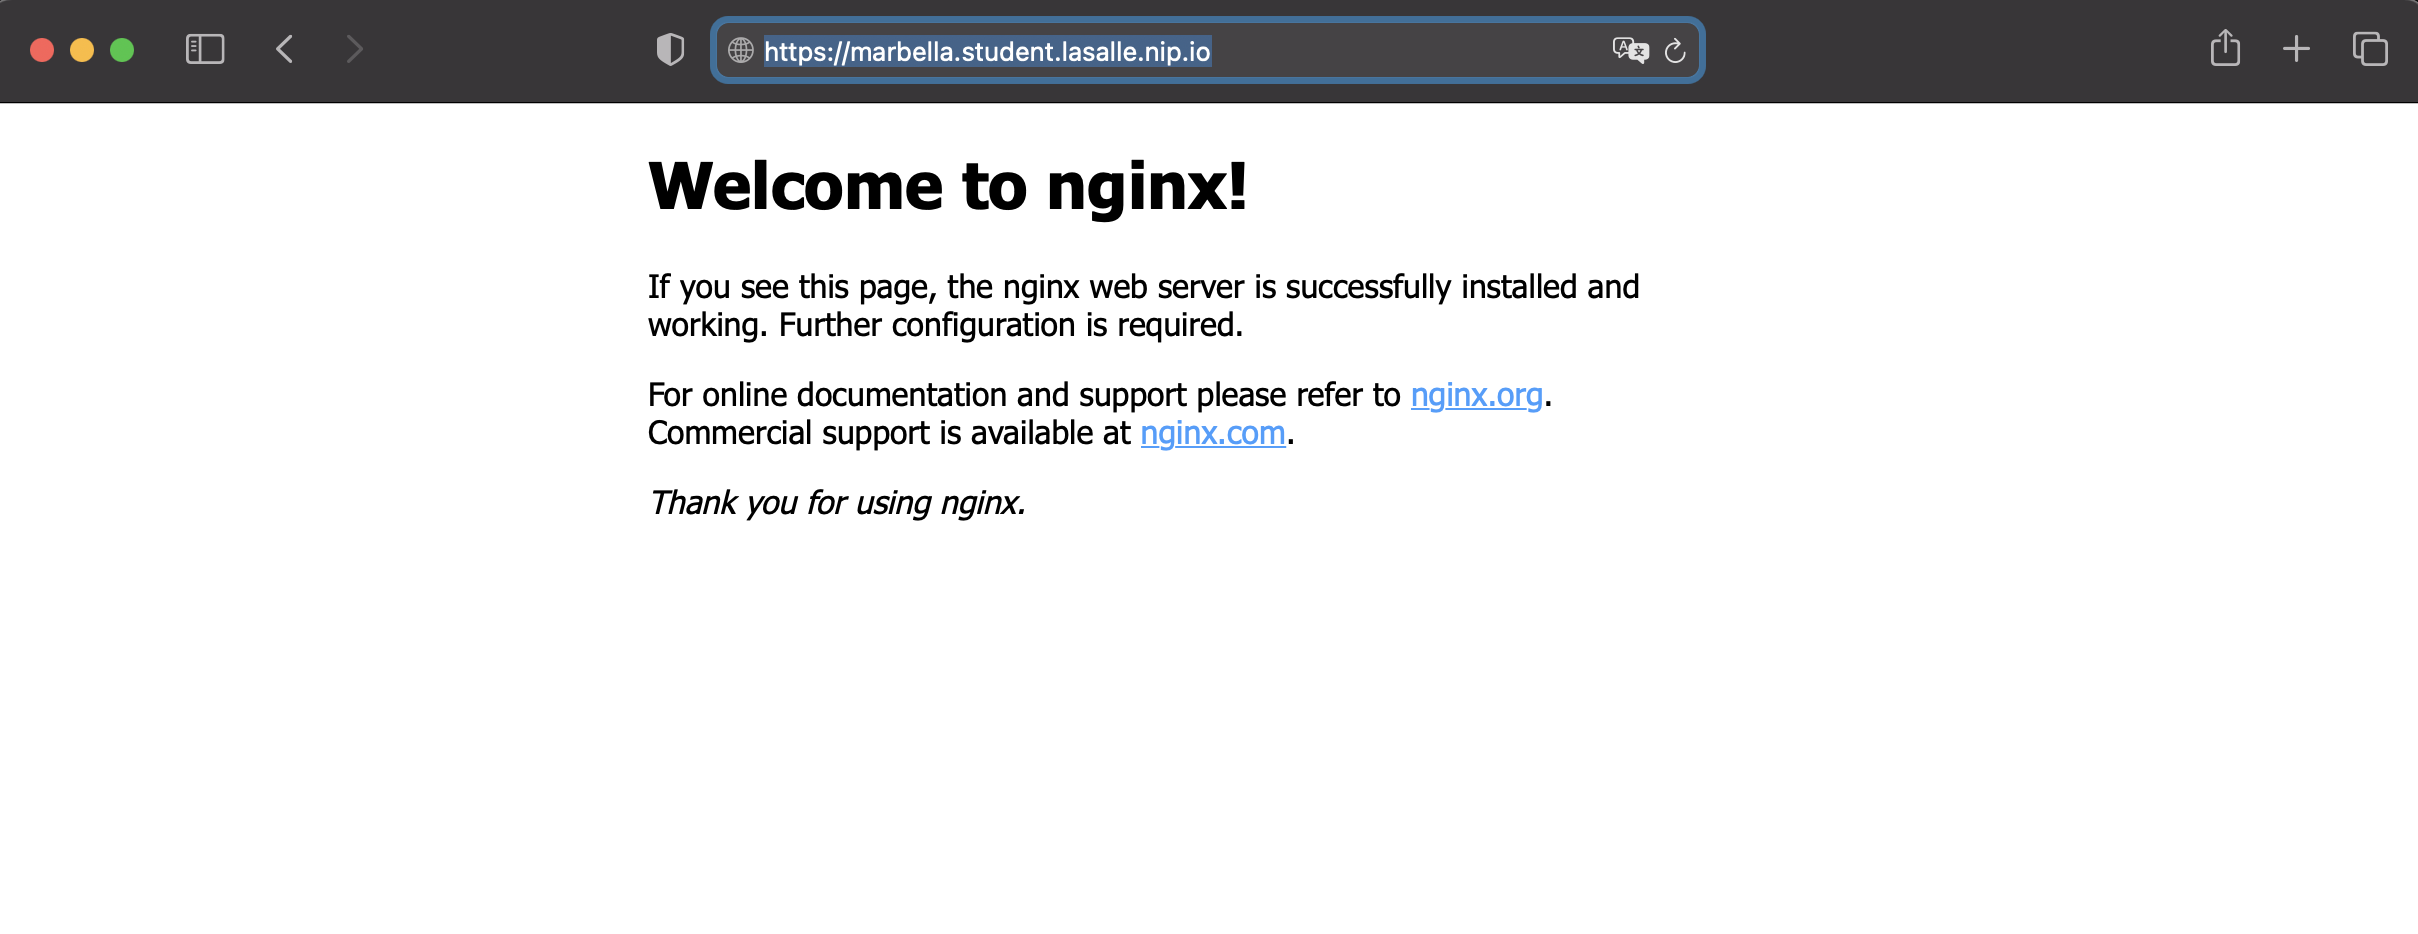 https://marbella.student.lasalle.nip.io
Welcome to nginx!
If you see this page, the nginx web server is successfully installed and
working. Further configuration is required.
For online documentation and support please refer to nginx.org.
Commercial support is available at nginx.com.
Thank you for using nginx.